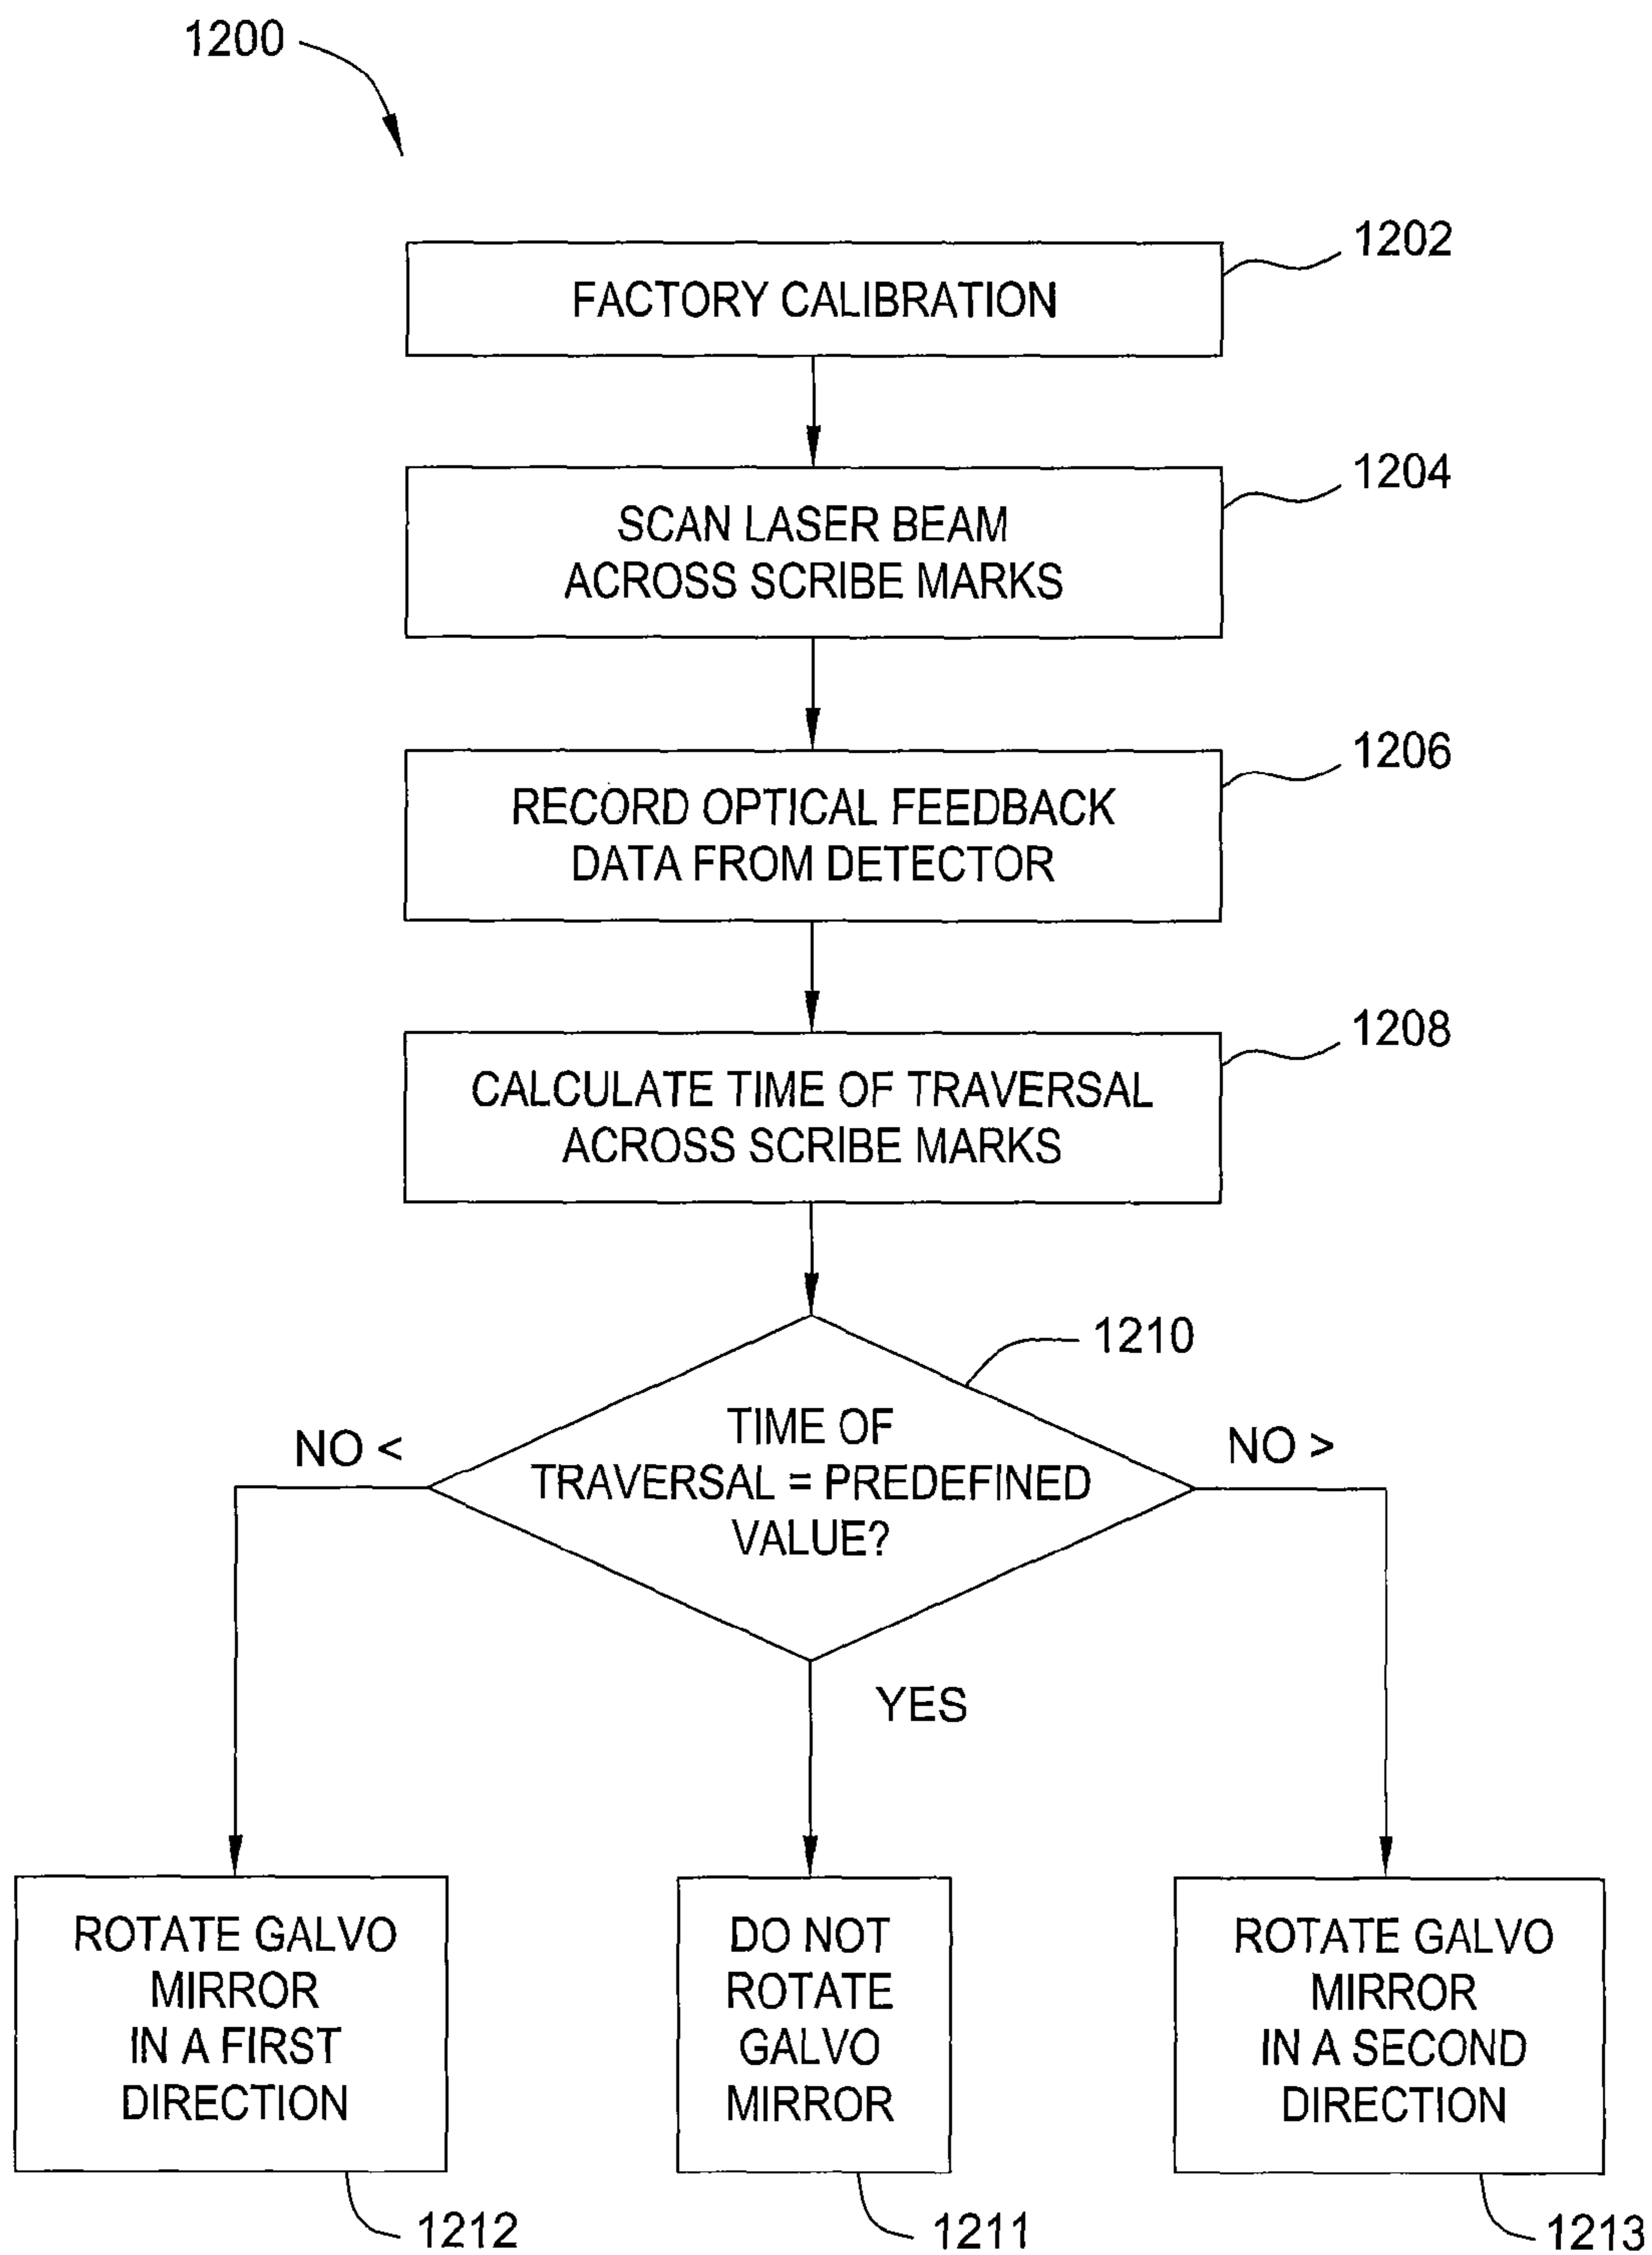 1200
1202
FACTORY CALIBRATION
1204
SCAN LASER BEAM
ACROSS SCRIBE MARKS
1206
RECORD OPTICAL FEEDBACK
DATA FROM DETECTOR
1208
CALCULATE TIME OF TRAVERSAL
ACROSS SCRIBE MARKS
1210
TIME OF
TRAVERSAL = PREDEFINED
VALUE?
NO <
NO >
YES
ROTATE GALVO
MIRROR
IN A FIRST
DIRECTION
1212
DO NOT
ROTATE
GALVO
MIRROR
1211
ROTATE GALVO
MIRROR
IN A SECOND
DIRECTION
1213